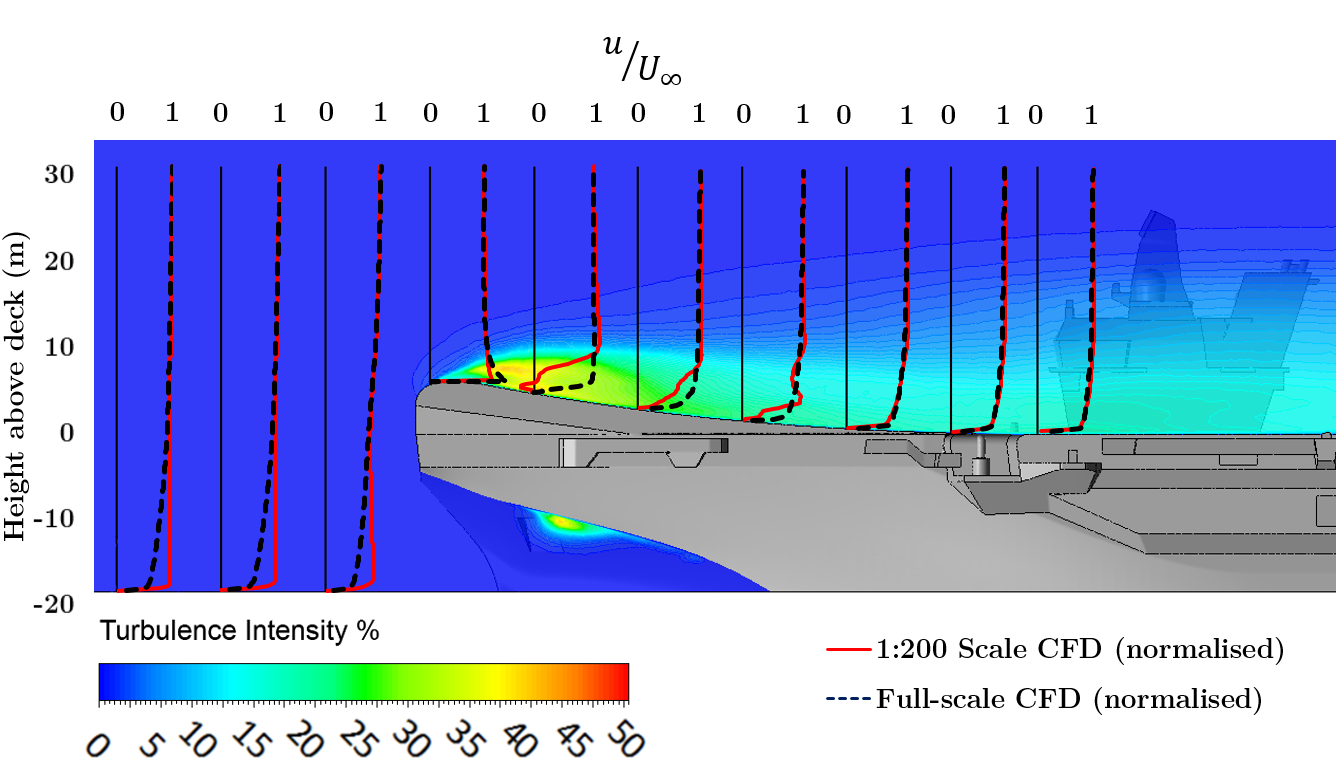 u/U∞
0 1 0 1 0 1 0 1 0 1 0 1 0 1 0 1 0 1 0 1
Height above deck (m)
30
20
10
0
-10
-20
Turbulence Intensity %
0 5 10 15 20 25 30 35 40 45 50
1:200 Scale CFD (normalised)
Full-scale CFD (normalised)